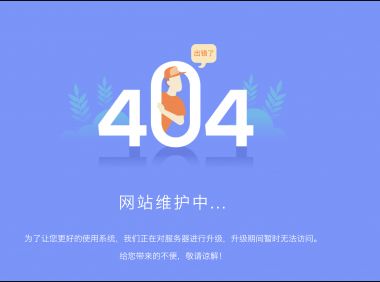 出错了
404
网站维护中...
为了让您更好的使用系统，我们正在对服务器进行升级，升级期间暂时无法访问。
给您带来的不便，敬请谅解！